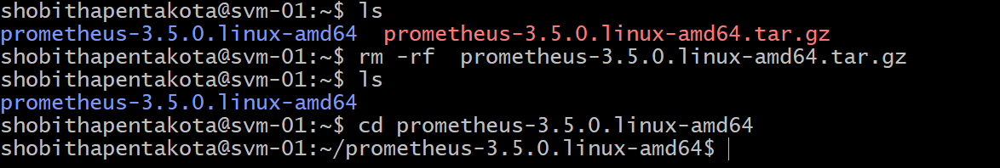 shobithapentakota@svm-01:~$ ls
prometheus-3.5.0.linux-amd64  prometheus-3.5.0.linux-amd64.tar.gz
shobithapentakota@svm-01:~$ rm -rf  prometheus-3.5.0.linux-amd64.tar.gz
shobithapentakota@svm-01:~$ ls
prometheus-3.5.0.linux-amd64
shobithapentakota@svm-01:~$ cd prometheus-3.5.0.linux-amd64
shobithapentakota@svm-01:~/prometheus-3.5.0.linux-amd64$